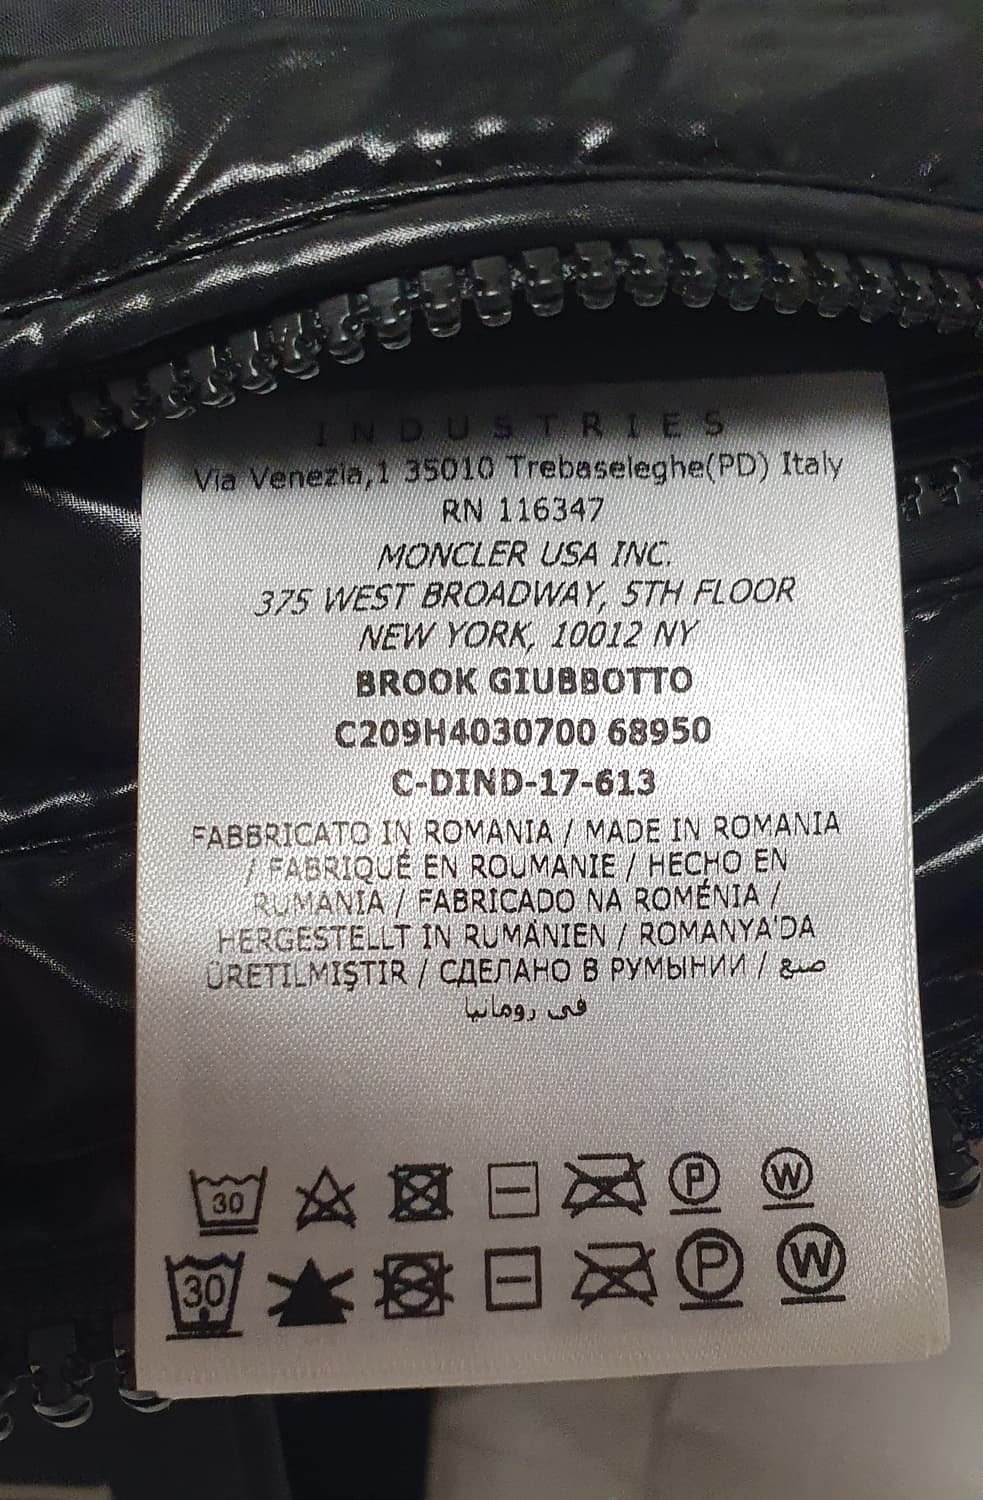 INDUSTRIES
Via Venezia,1 35010 Trebaseleghe(PD) Italy
RN 116347
MONCLER USA INC.
375 WEST BROADWAY, 5TH FLOOR
NEW YORK, 10012 NY
BROOK GIUBBOTTO
C209H4030700 68950
C-DIND-17-613
FABBRICATO IN ROMANIA / MADE IN ROMANIA
/ FABRIQUÉ EN ROUMANIE / HECHO EN
RUMANIA / FABRICADO NA ROMÉNIA /
HERGESTELLT IN RUMÄNIEN / ROMANYA'DA
ÜRETILMIŞTIR / СДЕЛАНО В РУМЫНИИ / صنع
في رومانيا
30 P W
30 P W